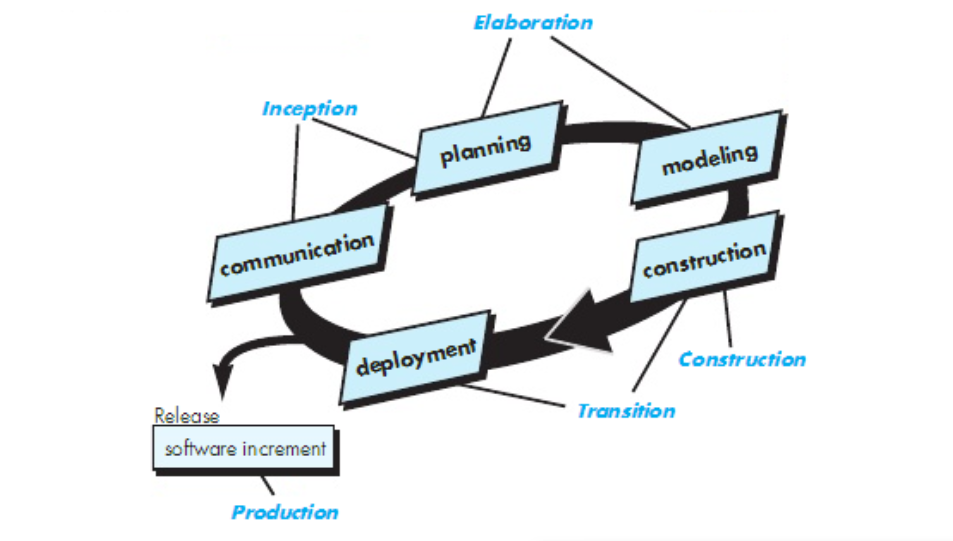 Elaboration
Inception
planning
modeling
communication
construction
deployment
Construction
Transition
Release
software increment
Production